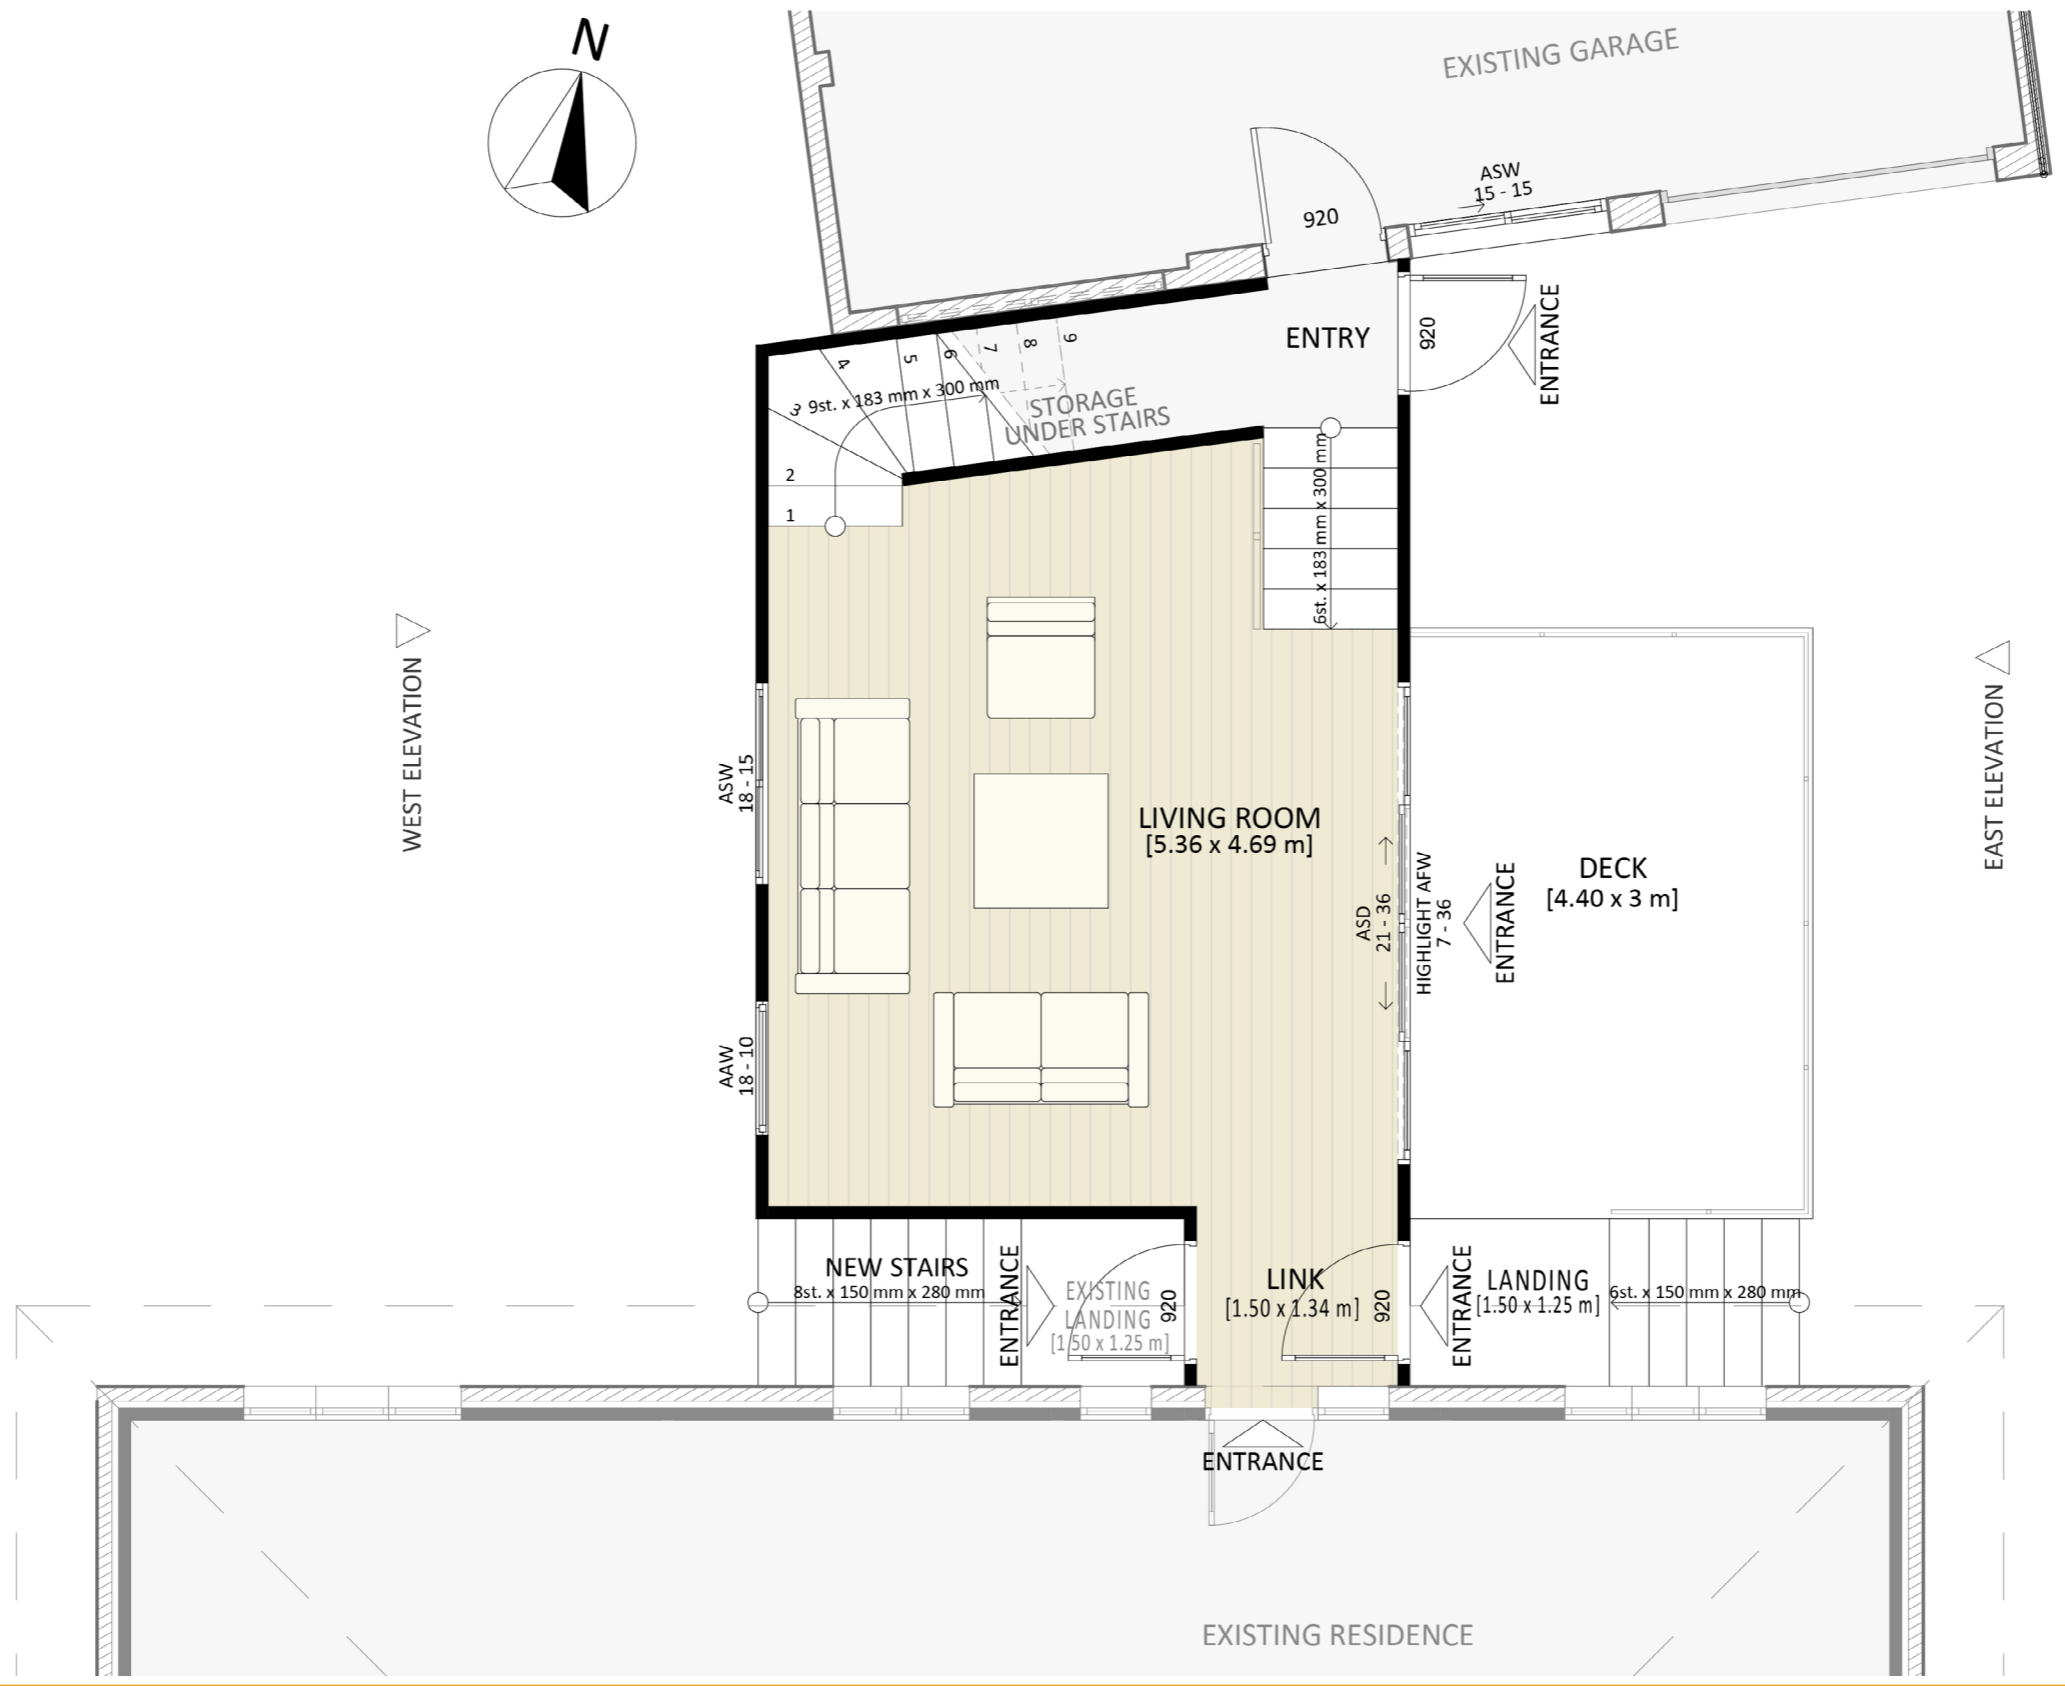 N
EXISTING GARAGE
ASW
15 - 15
920
ENTRY
920
ENTRANCE
4
5
6
7
8
9
3
9st. x 183 mm x 300 mm
STORAGE
UNDER STAIRS
2
1
6st. x 183 mm x 300 mm
WEST ELEVATION
EAST ELEVATION
ASW
18 - 15
LIVING ROOM
[5.36 x 4.69 m]
ASD
21 - 36
HIGHLIGHT AFW
7 - 36
ENTRANCE
DECK
[4.40 x 3 m]
AAW
18 - 10
NEW STAIRS
8st. x 150 mm x 280 mm
ENTRANCE
EXISTING
LANDING
[1.50 x 1.25 m]
920
LINK
[1.50 x 1.34 m]
920
ENTRANCE
LANDING
[1.50 x 1.25 m]
6st. x 150 mm x 280 mm
ENTRANCE
EXISTING RESIDENCE